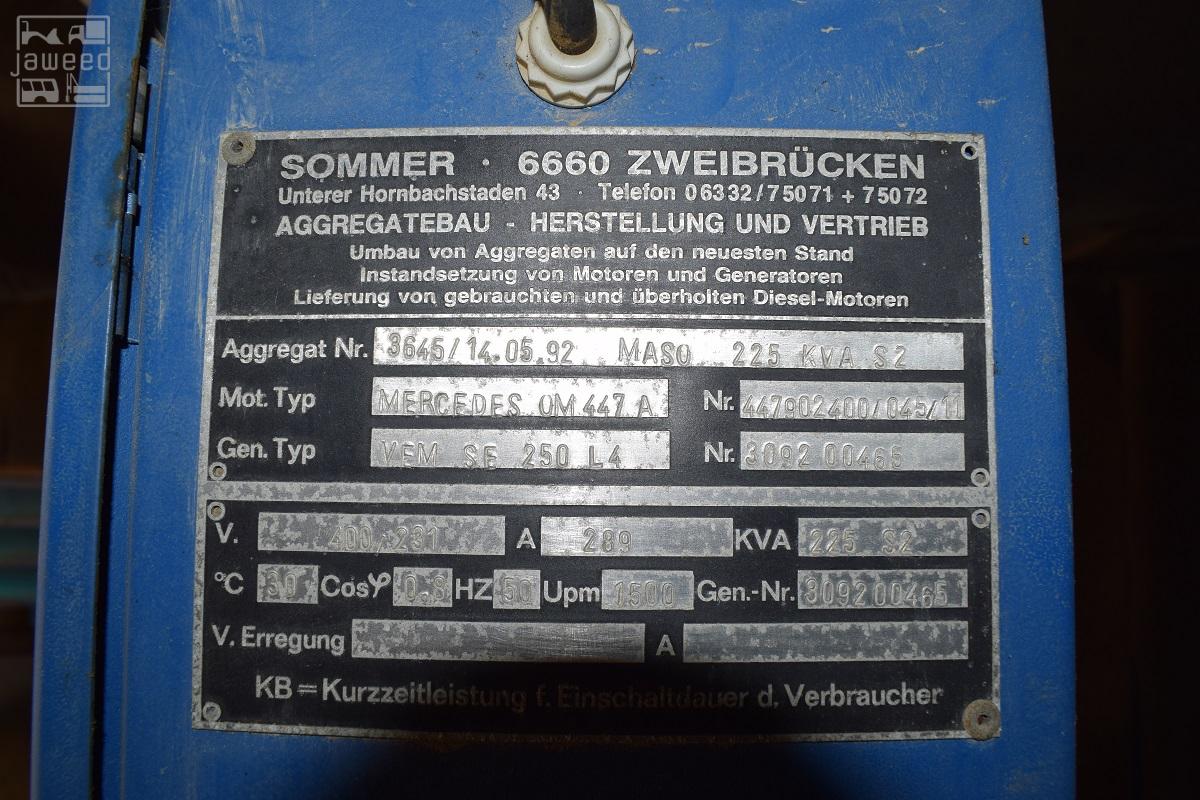 jaweed
SOMMER · 6660 ZWEIBRÜCKEN
Unterer Hornbachstaden 43 · Telefon 06332/75071 + 75072
AGGREGATEBAU - HERSTELLUNG UND VERTRIEB
Umbau von Aggregaten auf den neuesten Stand
Instandsetzung von Motoren und Generatoren
Lieferung von gebrauchten und überholten Diesel-Motoren
Aggregat Nr. 3645/14.05.92 MASO 225 KVA S2
Mot. Typ MERCEDES OM 447 A Nr. 447902400/045/11
Gen. Typ VEM SE 250 L4 Nr. 3092 00465
V. 400/231 A 289 KVA 225 S2
°C 30 Cosφ 0.8 HZ 50 Upm 1500 Gen.-Nr. 309200465
V. Erregung A
KB = Kurzzeitleistung f. Einschaltdauer d. Verbraucher